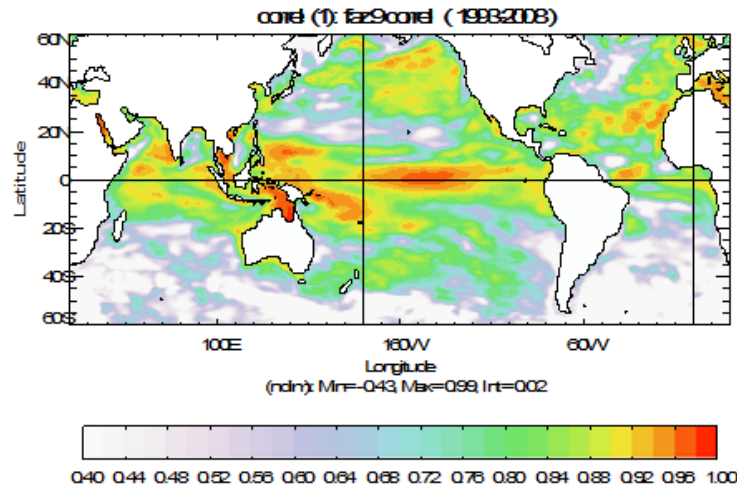 correl (1): faz9correl ( 1993-2008 )
60N
40N
20N
0
20S
40S
60S
Latitude
100E 160W 60W
Longitude
(ndim): Min=-0.43, Max=0.99, Int=0.02
0.40 0.44 0.48 0.52 0.56 0.60 0.64 0.68 0.72 0.76 0.80 0.84 0.88 0.92 0.96 1.00